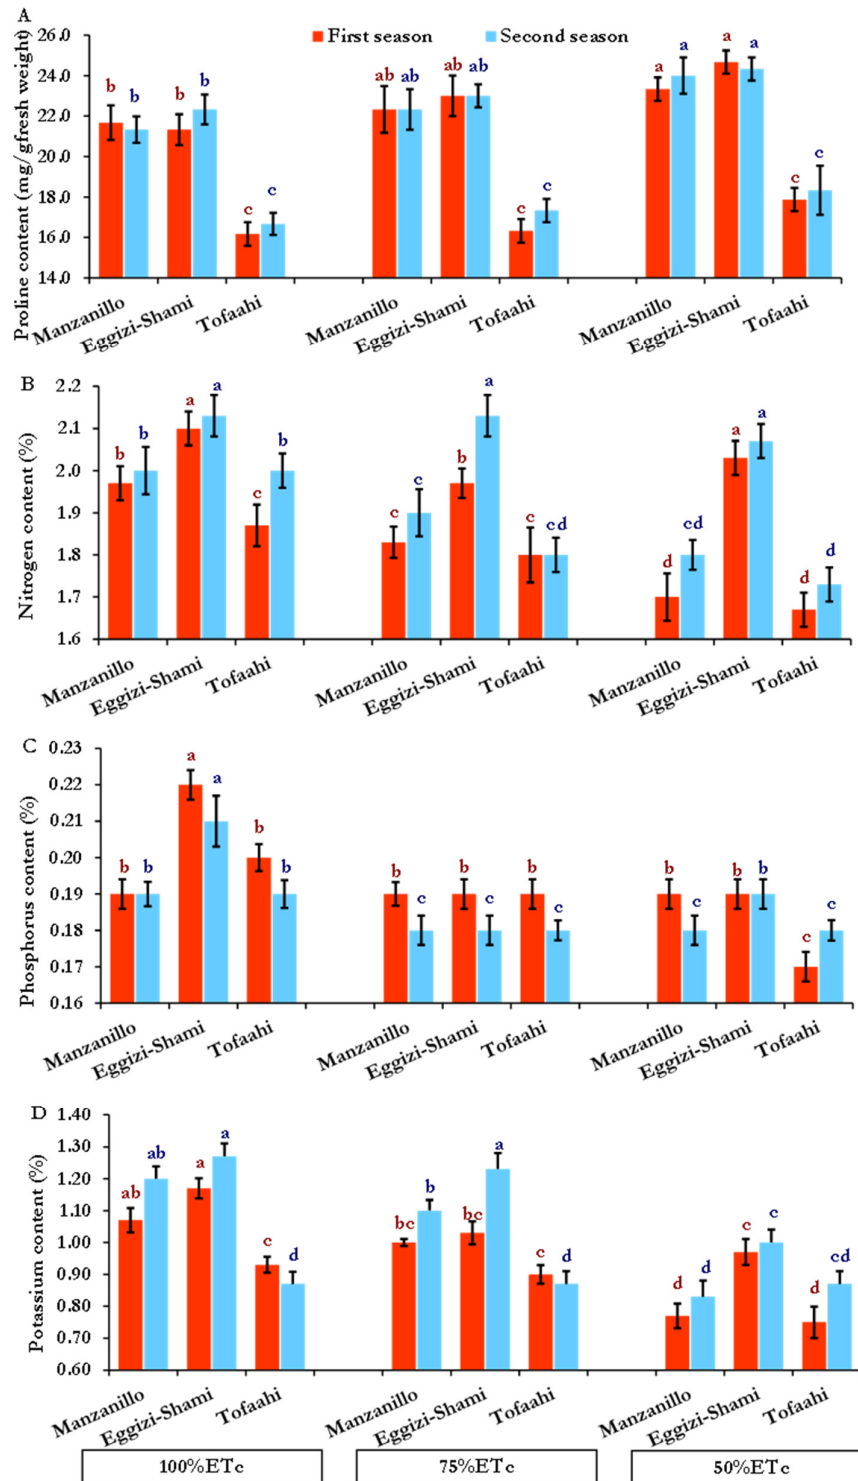 A
First season Second season
Proline content (mg/gfresh weight)
26.0
24.0
22.0
20.0
18.0
16.0
14.0
b b b b c c ab ab ab ab c c a a a a c c
Manzanillo Eggizi-Shami Tofaahi Manzanillo Eggizi-Shami Tofaahi Manzanillo Eggizi-Shami Tofaahi
B
Nitrogen content (%)
2.2
2.1
2.0
1.9
1.8
1.7
1.6
b b a a c b c c b a c cd d cd a a d d
Manzanillo Eggizi-Shami Tofaahi Manzanillo Eggizi-Shami Tofaahi Manzanillo Eggizi-Shami Tofaahi
C
Phosphorus content (%)
0.23
0.22
0.21
0.20
0.19
0.18
0.17
0.16
b b a a b b b c b c b c b c b b c c
Manzanillo Eggizi-Shami Tofaahi Manzanillo Eggizi-Shami Tofaahi Manzanillo Eggizi-Shami Tofaahi
D
Potassium content (%)
1.40
1.30
1.20
1.10
1.00
0.90
0.80
0.70
0.60
ab ab a a c d bc b bc a c d d d c c d cd
Manzanillo Eggizi-Shami Tofaahi Manzanillo Eggizi-Shami Tofaahi Manzanillo Eggizi-Shami Tofaahi
100%ETc 75%ETc 50%ETc